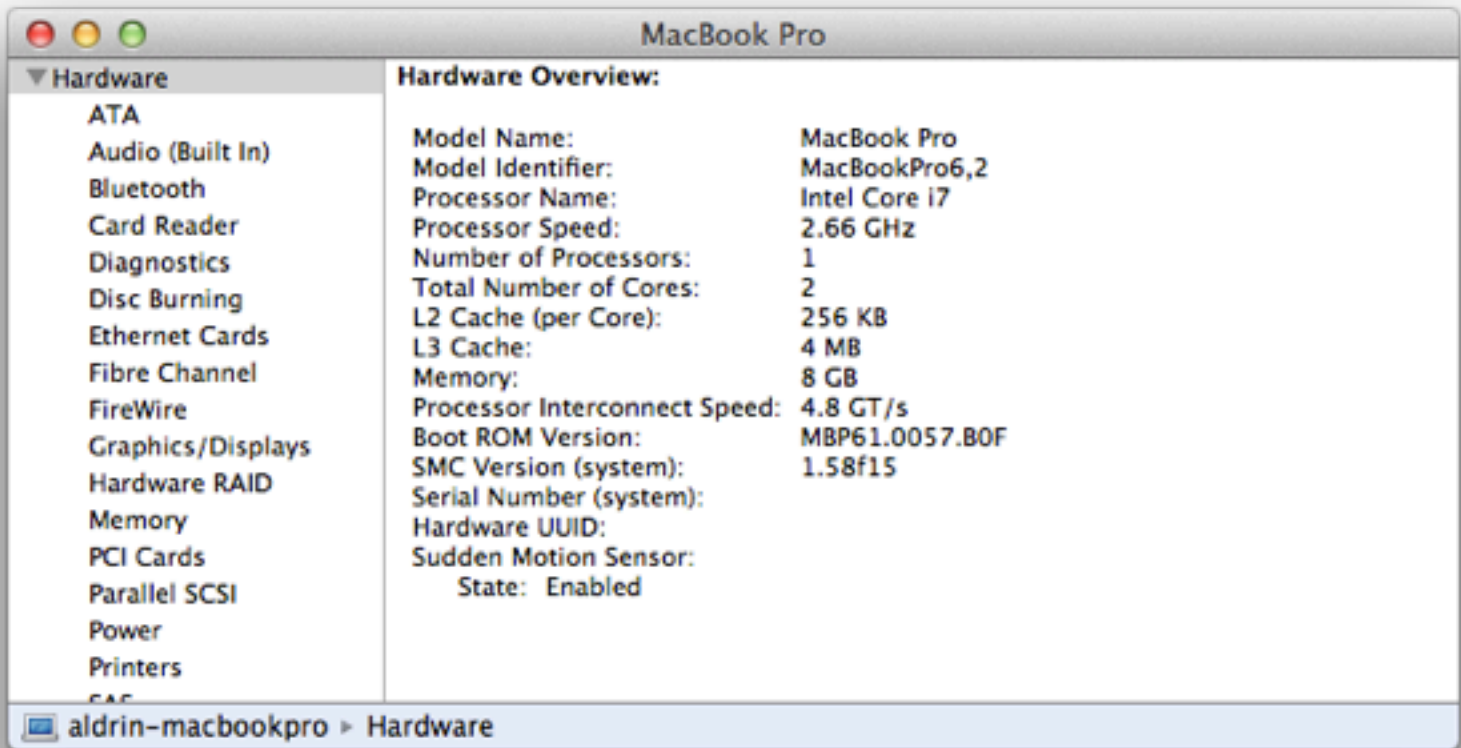 MacBook Pro
Hardware
ATA
Audio (Built In)
Bluetooth
Card Reader
Diagnostics
Disc Burning
Ethernet Cards
Fibre Channel
FireWire
Graphics/Displays
Hardware RAID
Memory
PCI Cards
Parallel SCSI
Power
Printers
Hardware Overview:
Model Name: MacBook Pro
Model Identifier: MacBookPro6,2
Processor Name: Intel Core i7
Processor Speed: 2.66 GHz
Number of Processors: 1
Total Number of Cores: 2
L2 Cache (per Core): 256 KB
L3 Cache: 4 MB
Memory: 8 GB
Processor Interconnect Speed: 4.8 GT/s
Boot ROM Version: MBP61.0057.B0F
SMC Version (system): 1.58f15
Serial Number (system):
Hardware UUID:
Sudden Motion Sensor:
State: Enabled
aldrin-macbookpro ▸ Hardware